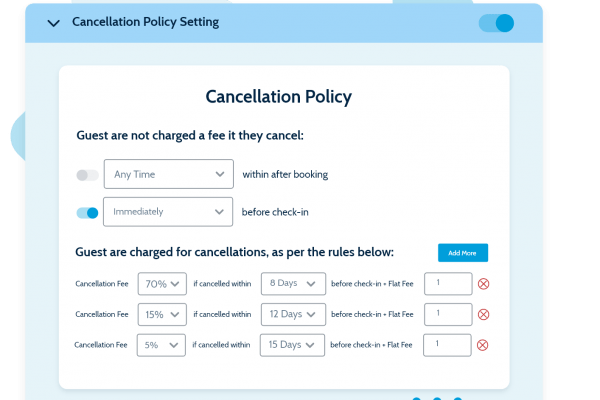 Cancellation Policy Setting
Cancellation Policy
Guest are not charged a fee it they cancel:
Any Time within after booking
Immediately before check-in
Guest are charged for cancellations, as per the rules below: Add More
Cancellation Fee 70% if cancelled within 8 Days before check-in + Flat Fee 1
Cancellation Fee 15% if cancelled within 12 Days before check-in + Flat Fee 1
Cancellation Fee 5% if cancelled within 15 Days before check-in + Flat Fee 1